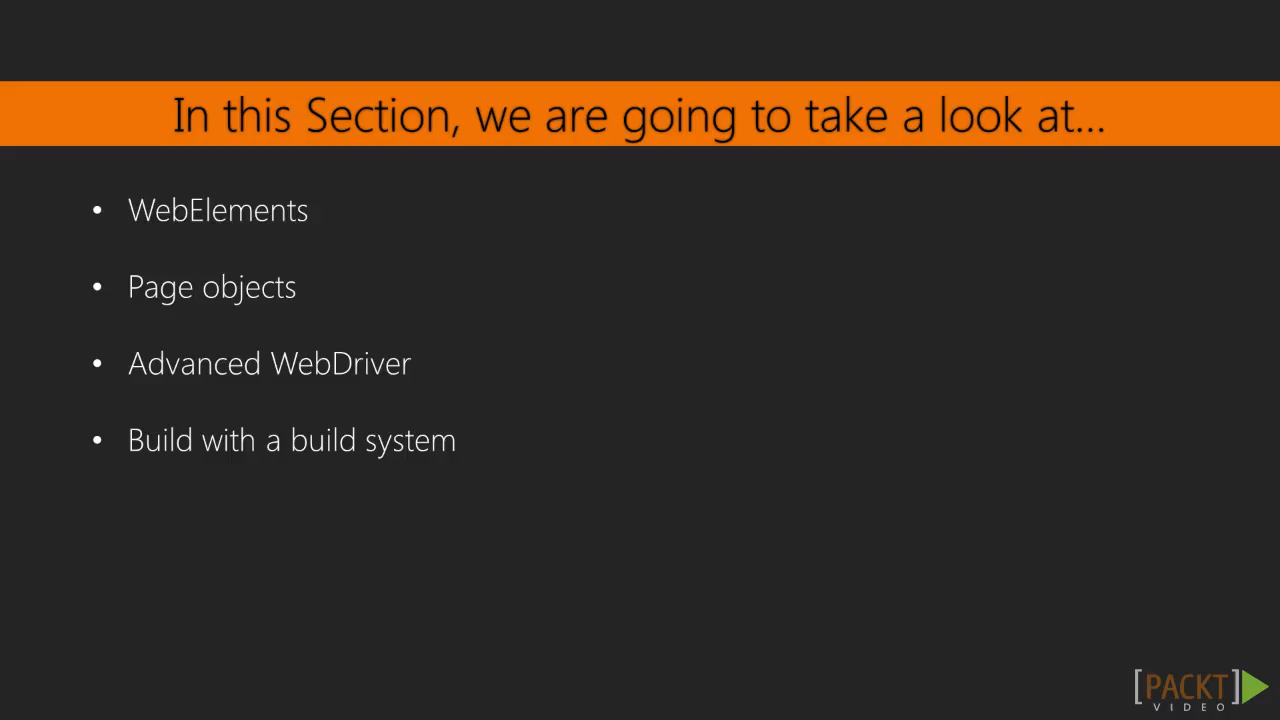 In this Section, we are going to take a look at...
• WebElements
• Page objects
• Advanced WebDriver
• Build with a build system
[PACKT]
VIDEO